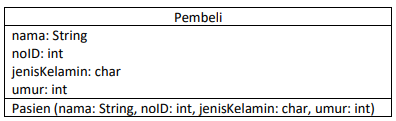 Pembeli
nama: String
noID: int
jenisKelamin: char
umur: int
Pasien (nama: String, noID: int, jenisKelamin: char, umur: int)